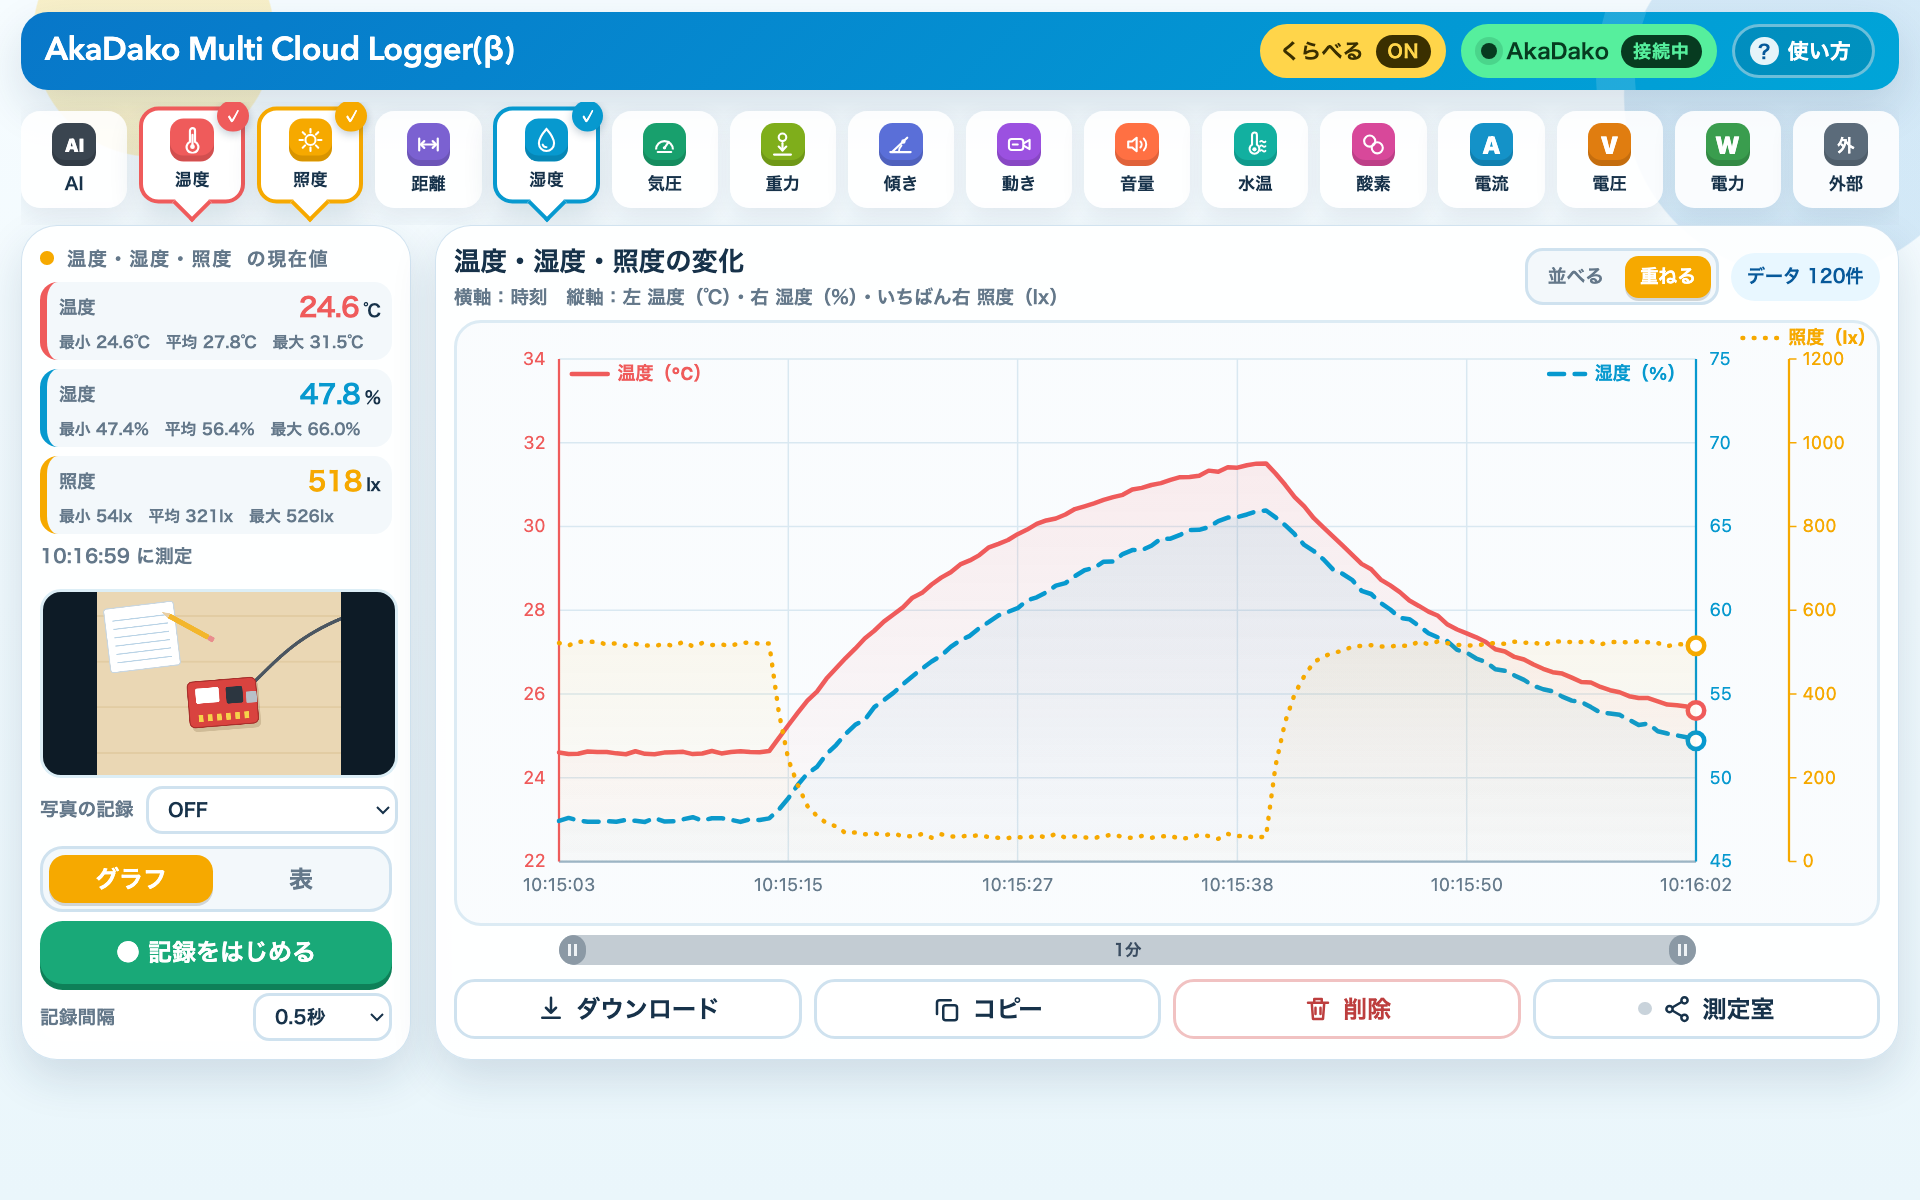 AkaDako Multi Cloud Logger(β)
くらべる ON
AkaDako 接続中
? 使い方
AI AI
温度
照度
距離
湿度
気圧
重力
傾き
動き
音量
水温
酸素
A 電流
V 電圧
W 電力
外 外部
温度・湿度・照度 の現在値
温度 24.6℃
最小 24.6℃ 平均 27.8℃ 最大 31.5℃
湿度 47.8%
最小 47.4% 平均 56.4% 最大 66.0%
照度 518lx
最小 54lx 平均 321lx 最大 526lx
10:16:59 に測定
写真の記録 OFF
グラフ 表
記録をはじめる
記録間隔 0.5秒
温度・湿度・照度の変化
横軸：時刻 縦軸：左 温度（℃）・右 湿度（%）・いちばん右 照度（lx）
並べる 重ねる
データ 120件
照度（lx）
温度（°C）
湿度（%）
34 75 1200
32 70 1000
30 65 800
28 60 600
26 55 400
24 50 200
22 45 0
10:15:03 10:15:15 10:15:27 10:15:38 10:15:50 10:16:02
1分
ダウンロード
コピー
削除
測定室